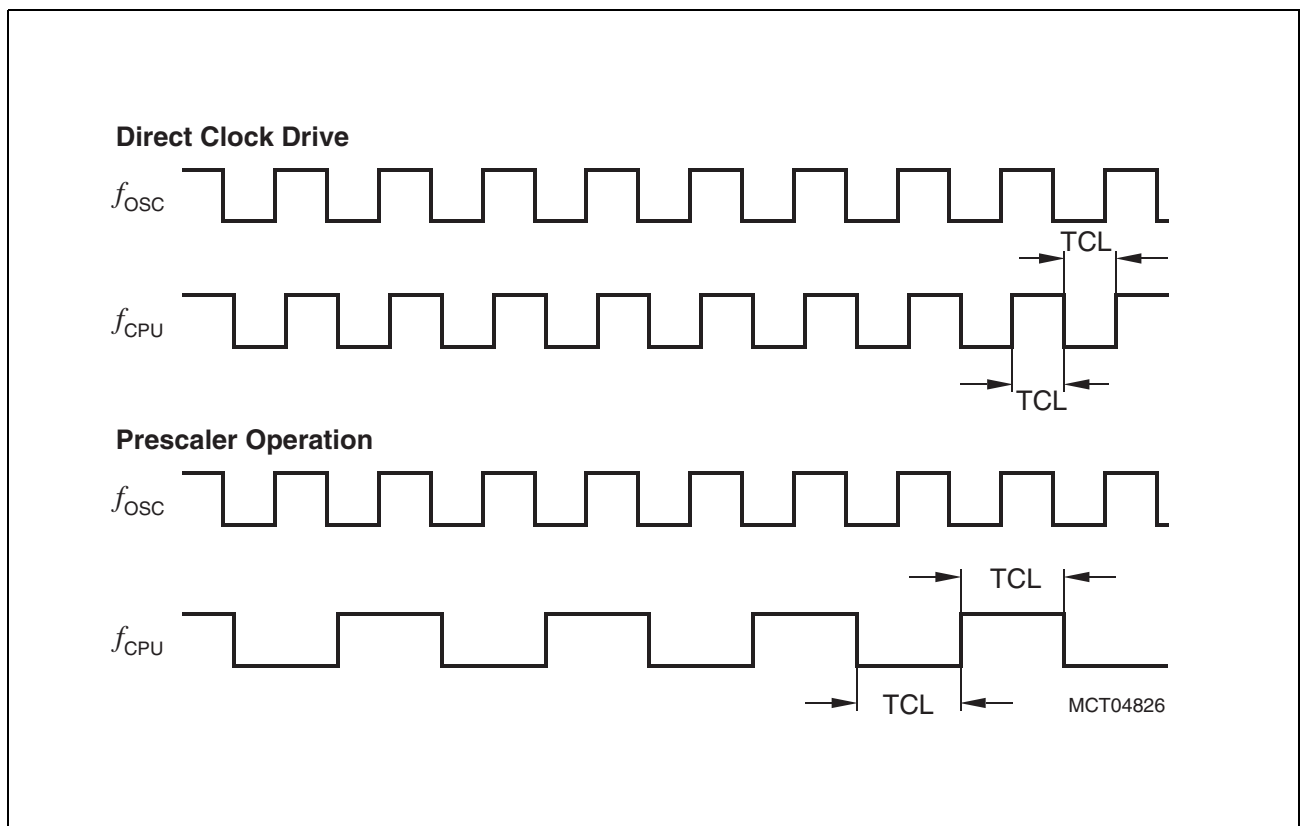 Direct Clock Drive
fOSC
TCL
fCPU
TCL
Prescaler Operation
fOSC
TCL
fCPU
TCL
MCT04826